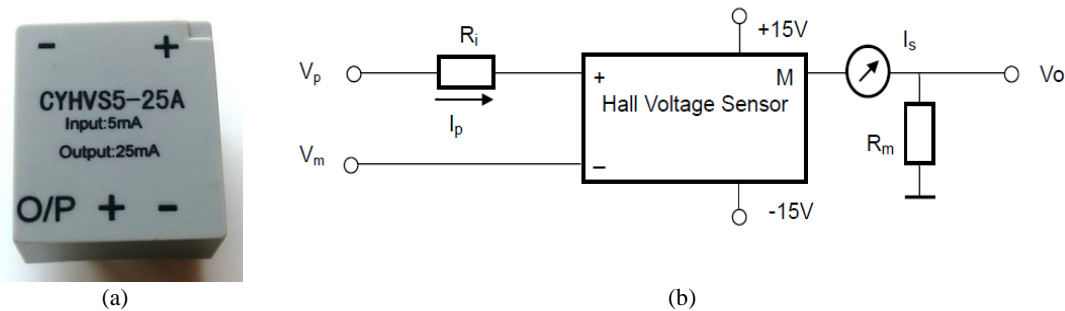 - +
CYHVS5-25A
Input:5mA
Output:25mA
O/P + -
(a)
+15V
Ri
Is
Vp
+
M
Vo
Hall Voltage Sensor
Ip
Rm
Vm
–
-15V
(b)